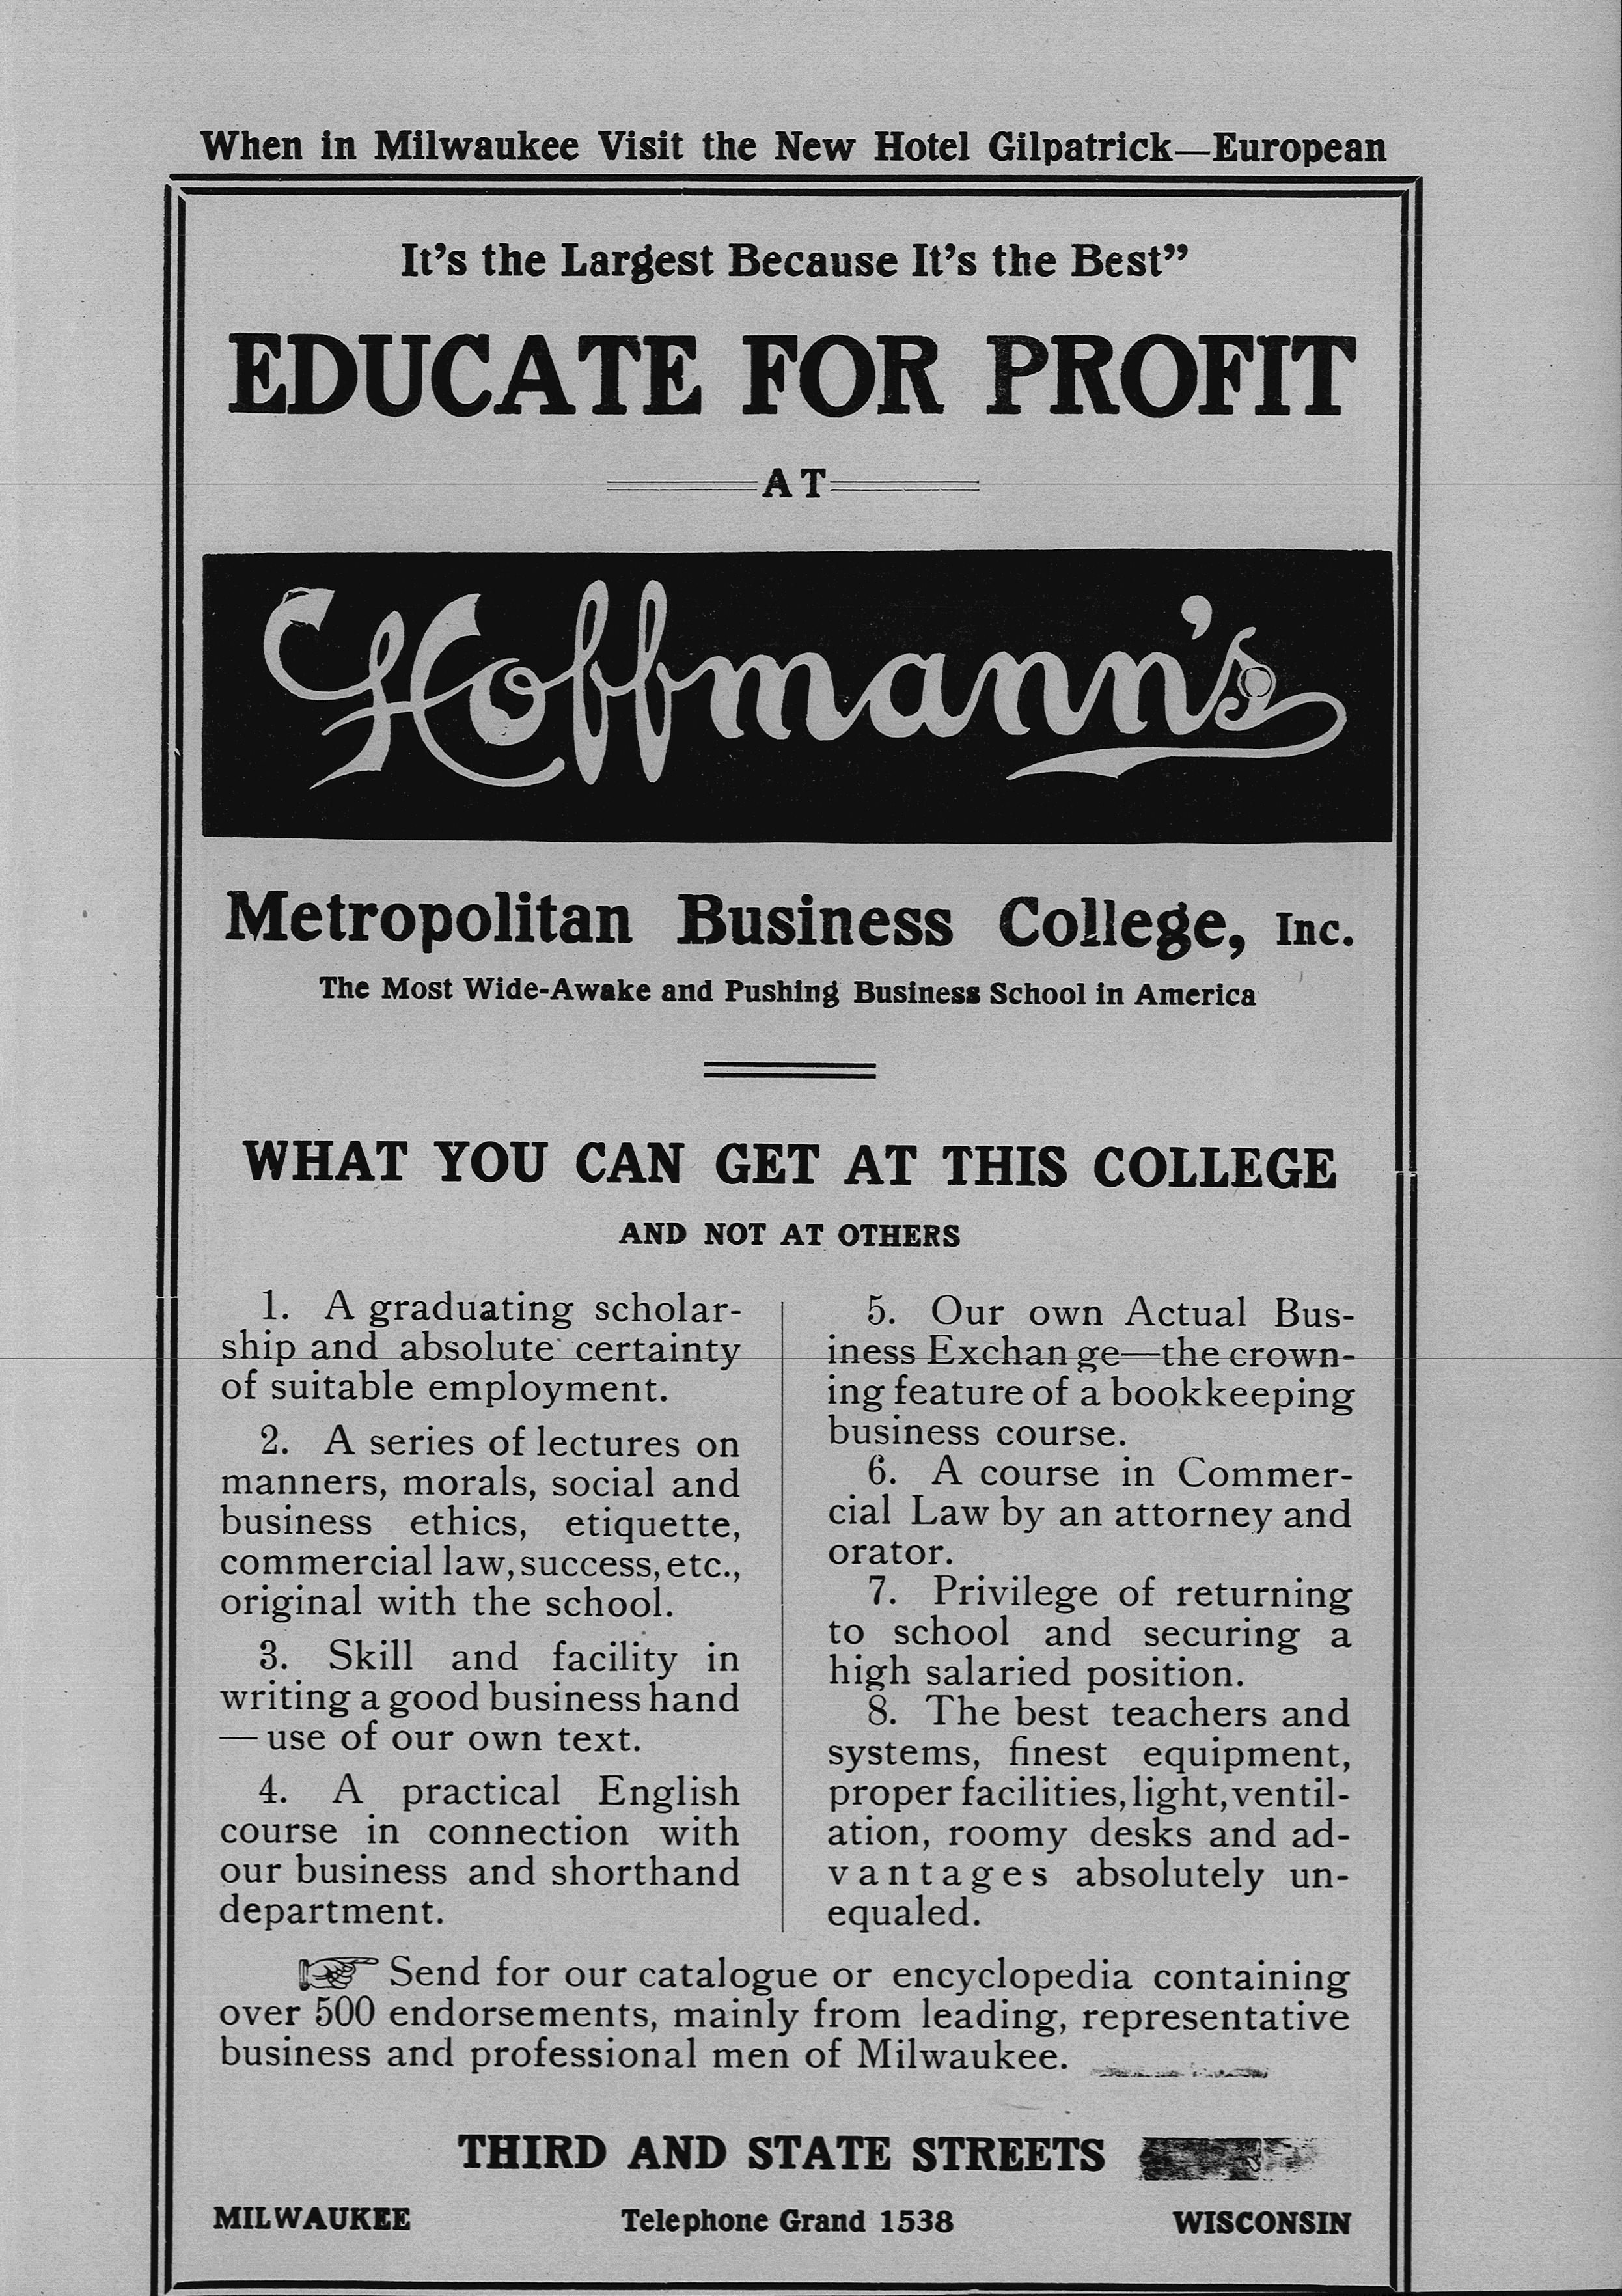 When in Milwaukee Visit the New Hotel Gilpatrick—European
It's the Largest Because It's the Best”
EDUCATE FOR PROFIT
AT
Hoffmann's
Metropolitan Business College, Inc.
The Most Wide-Awake and Pushing Business School in America
WHAT YOU CAN GET AT THIS COLLEGE
AND NOT AT OTHERS
1. A graduating scholar-
ship and absolute certainty
of suitable employment.
2. A series of lectures on
manners, morals, social and
business ethics, etiquette,
commercial law, success, etc.,
original with the school.
3. Skill and facility in
writing a good business hand
—use of our own text.
4. A practical English
course in connection with
our business and shorthand
department.
5. Our own Actual Bus-
iness Exchan ge—the crown-
ing feature of a bookkeeping
business course.
6. A course in Commer-
cial Law by an attorney and
orator.
7. Privilege of returning
to school and securing a
high salaried position.
8. The best teachers and
systems, finest equipment,
proper facilities, light, ventil-
ation, roomy desks and ad-
vantages absolutely un-
equaled.
☞ Send for our catalogue or encyclopedia containing
over 500 endorsements, mainly from leading, representative
business and professional men of Milwaukee.
THIRD AND STATE STREETS
MILWAUKEE Telephone Grand 1538 WISCONSIN